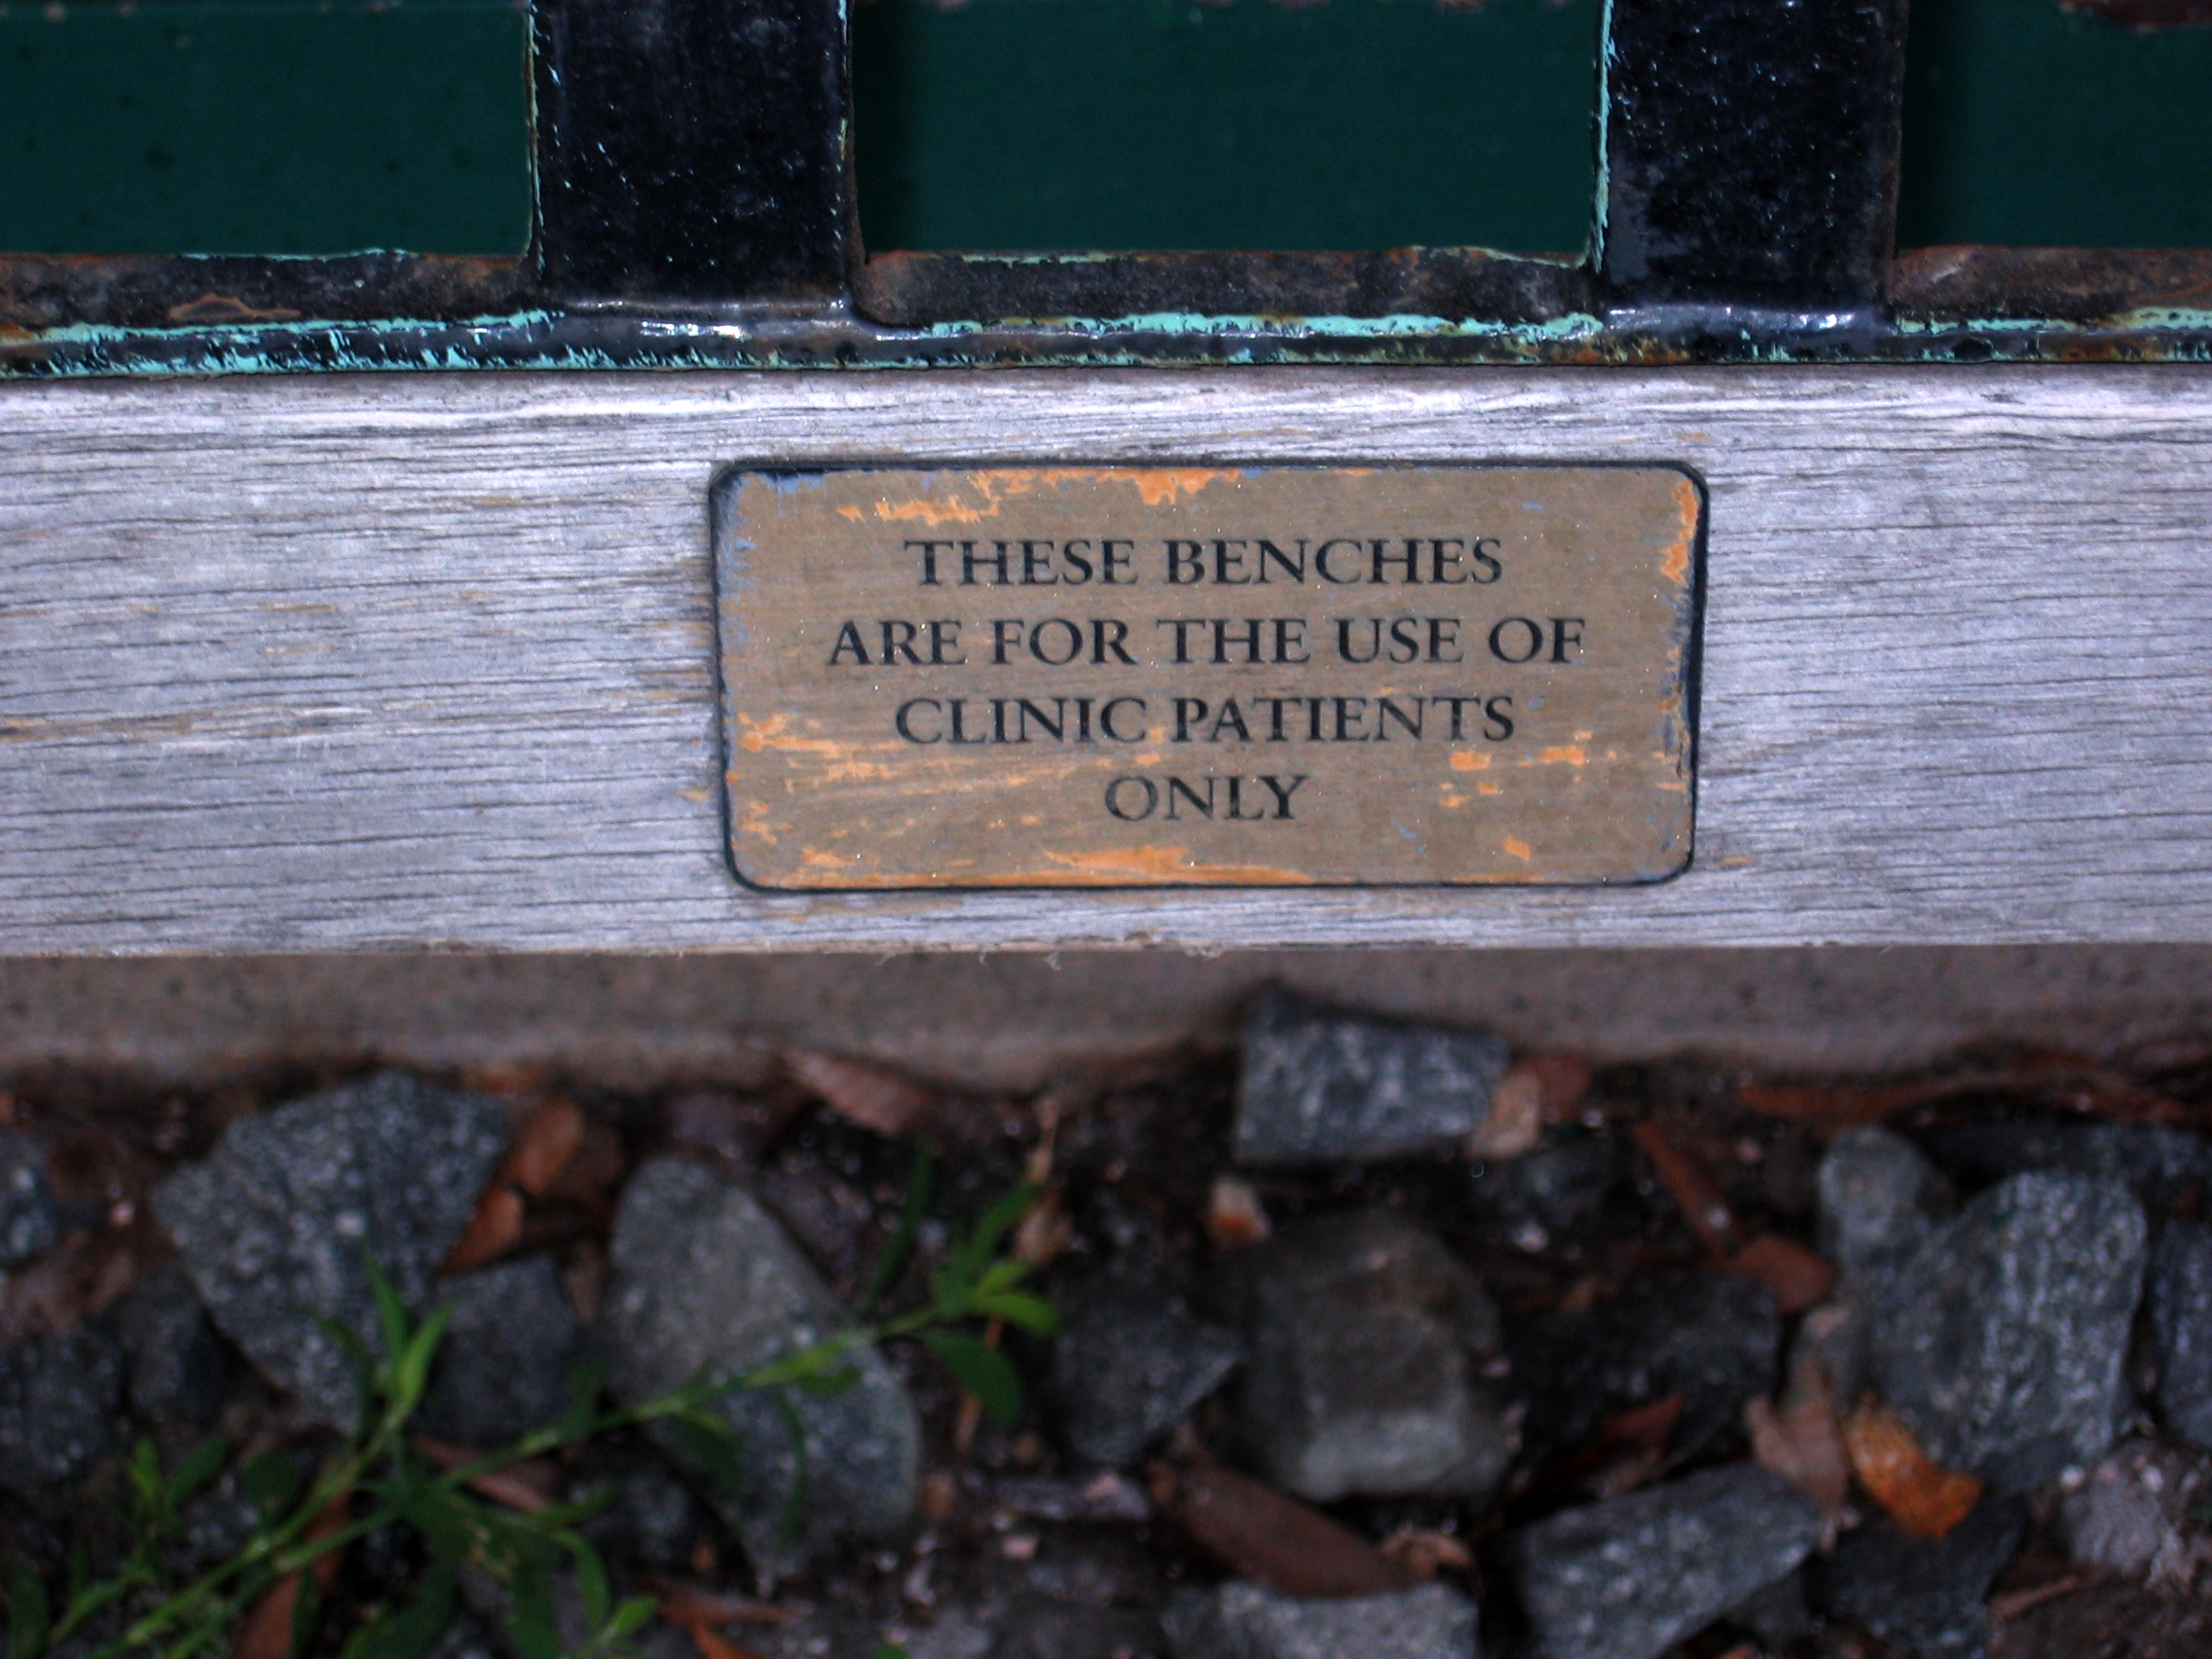 THESE BENCHES
ARE FOR THE USE OF
CLINIC PATIENTS
ONLY